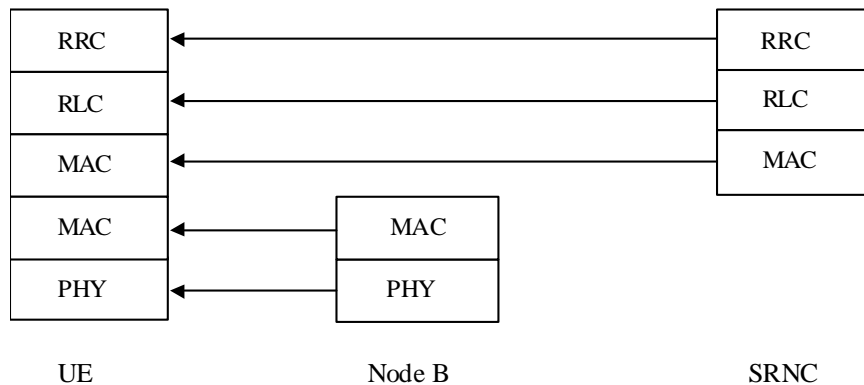 RRC
RRC
RLC
RLC
MAC
MAC
MAC
MAC
PHY
PHY
UE
Node B
SRNC